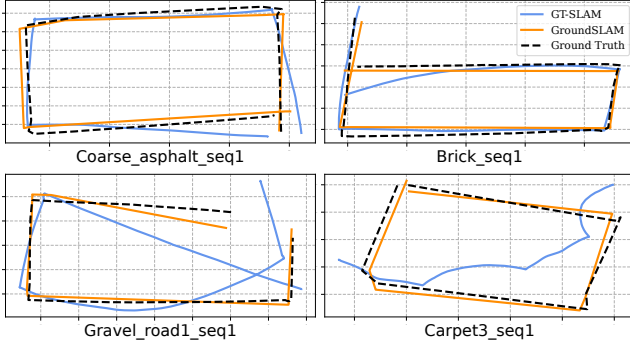 GT-SLAM
GroundSLAM
Ground Truth
Coarse_asphalt_seq1
Brick_seq1
Gravel_road1_seq1
Carpet3_seq1